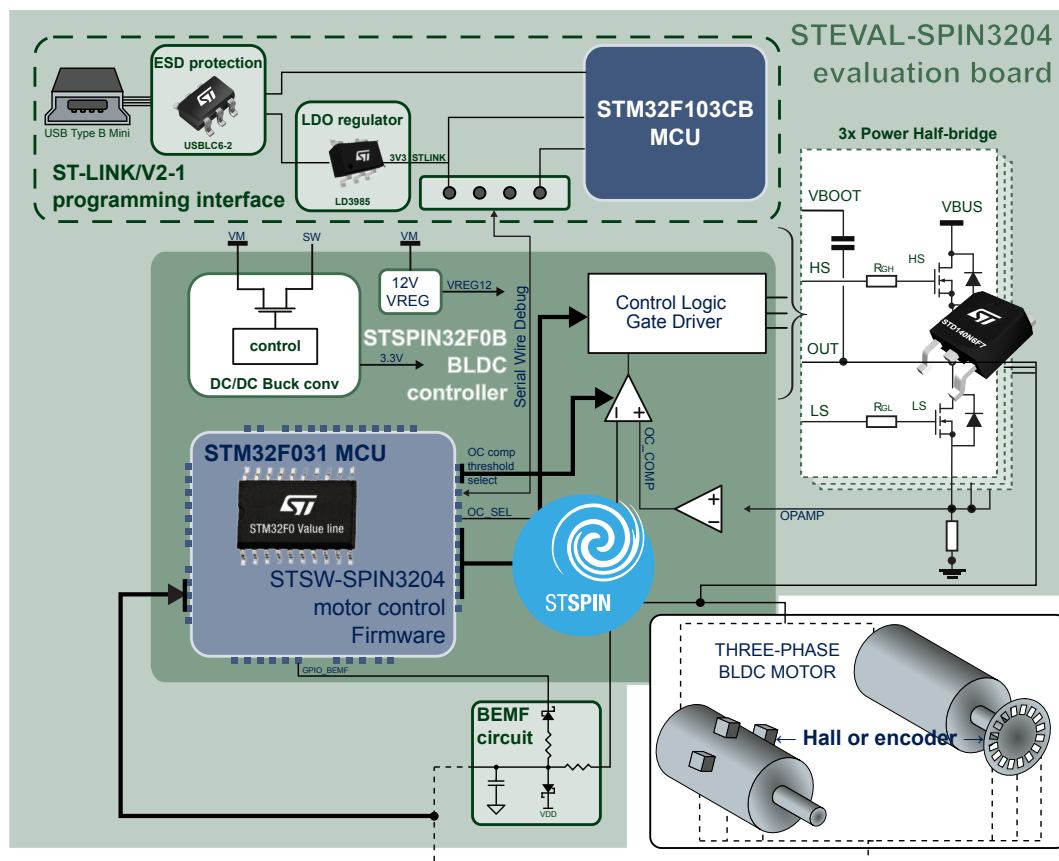 STEVAL-SPIN3204
evaluation board
ESD protection
USBLC6-2
USB Type B Mini
LDO regulator
3V3_STLINK
LD3985
STM32F103CB
MCU
ST-LINK/V2-1
programming interface
3x Power Half-bridge
VBOOT
VBUS
HS
RGH
HS
STD140N6F7
OUT
LS
RGL
LS
VM
SW
VM
12V
VREG
VREG12
control
DC/DC Buck conv
3.3V
STSPIN32F0B
BLDC
controller
Serial Wire Debug
Control Logic
Gate Driver
OC_COMP
OPAMP
STM32F031 MCU
OC comp
threshold
select
OC_SEL
ST
STM32F0 Value line
STSW-SPIN3204
motor control
Firmware
STSPIN
GPIO_BEMF
BEMF
circuit
VDD
THREE-PHASE
BLDC MOTOR
← Hall or encoder →